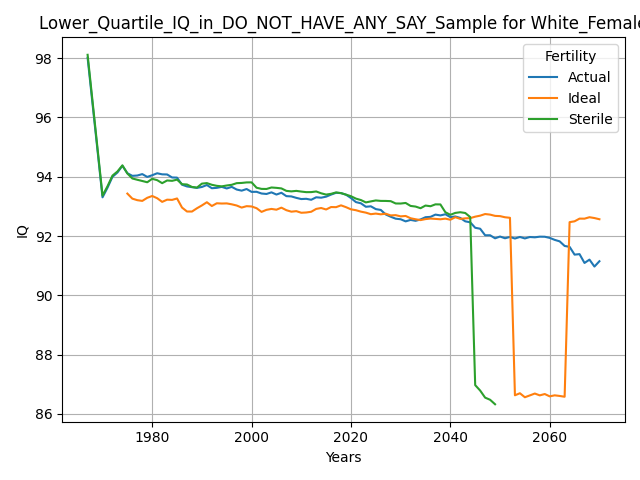 Lower_Quartile_IQ_in_DO_NOT_HAVE_ANY_SAY_Sample for White_Female
Fertility
Actual
Ideal
Sterile
98
96
94
92
90
88
86
IQ
1980
2000
2020
2040
2060
Years